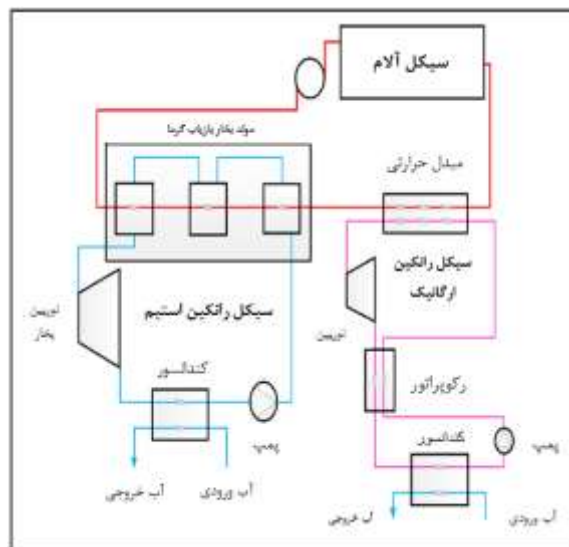 سیکل آلام
مولد بخار بازیاب گرما
مبدل حرارتی
سیکل رانکین
ارگانیک
توربین
سیکل رانکین استیم
توربین
بخار
کندانسور
پمپ
آب خروجی
آب ورودی
رکوپراتور
کندانسور
پمپ
آب ورودی